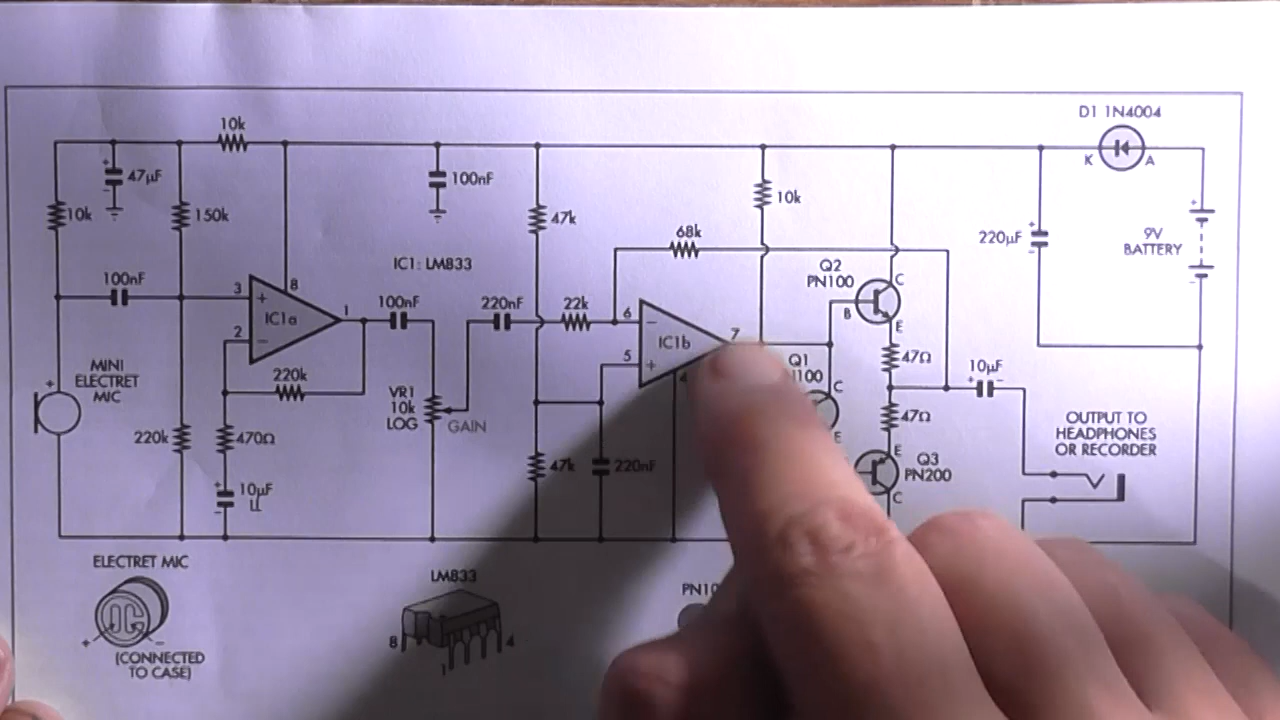 D1 1N4004
10k
+
47µF
−
K
A
10k
150k
100nF
47k
10k
+
220µF
−
9V
BATTERY
+
−
68k
IC1: LM833
Q2
PN100
C
B
E
100nF
3
+
8
IC1a
1
2
−
100nF
220nF
22k
6
−
IC1b
7
5
+
4
47Ω
MINI
ELECTRET
MIC
+
220k
VR1
10k
LOG
GAIN
Q1
C
E
10µF
+
−
47Ω
OUTPUT TO
HEADPHONES
OR RECORDER
220k
470Ω
47k
220nF
E
Q3
PN200
C
+
10µF
LL
−
ELECTRET MIC
+
−
(CONNECTED
TO CASE)
LM833
8
4
1